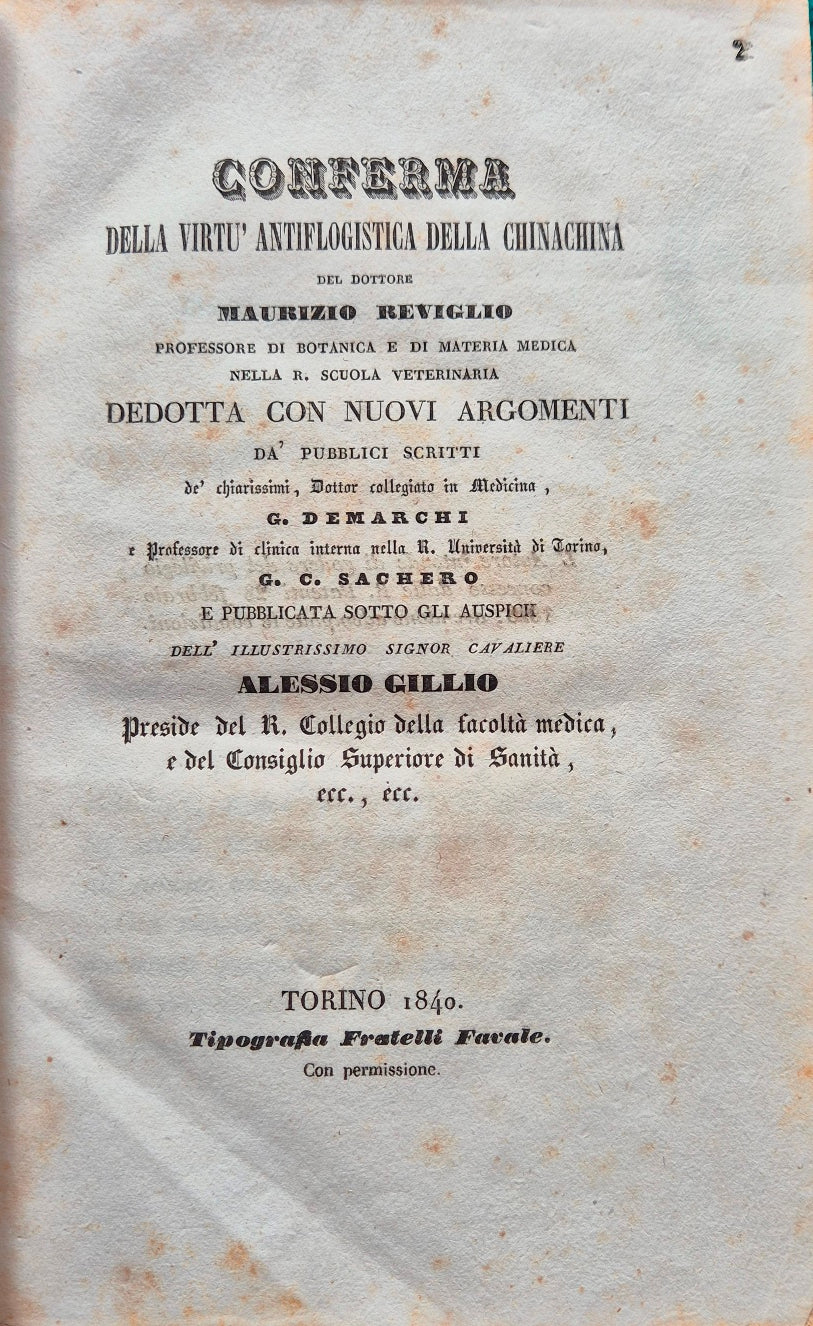 2
CONFERMA
DELLA VIRTU' ANTIFLOGISTICA DELLA CHINACHINA
DEL DOTTORE
MAURIZIO REVIGLIO
PROFESSORE DI BOTANICA E DI MATERIA MEDICA
NELLA R. SCUOLA VETERINARIA
DEDOTTA CON NUOVI ARGOMENTI
DA' PUBBLICI SCRITTI
de' chiarissimi, Dottor collegiato in Medicina,
G. DEMARCHI
e Professore di clinica interna nella R. Università di Torino,
G. C. SACHERO
E PUBBLICATA SOTTO GLI AUSPICII
DELL' ILLUSTRISSIMO SIGNOR CAVALIERE
ALESSIO GILLIO
Preside del R. Collegio della facoltà medica,
e del Consiglio Superiore di Sanità,
ecc., ecc.
TORINO 1840.
Tipografia Fratelli Favale.
Con permissione.